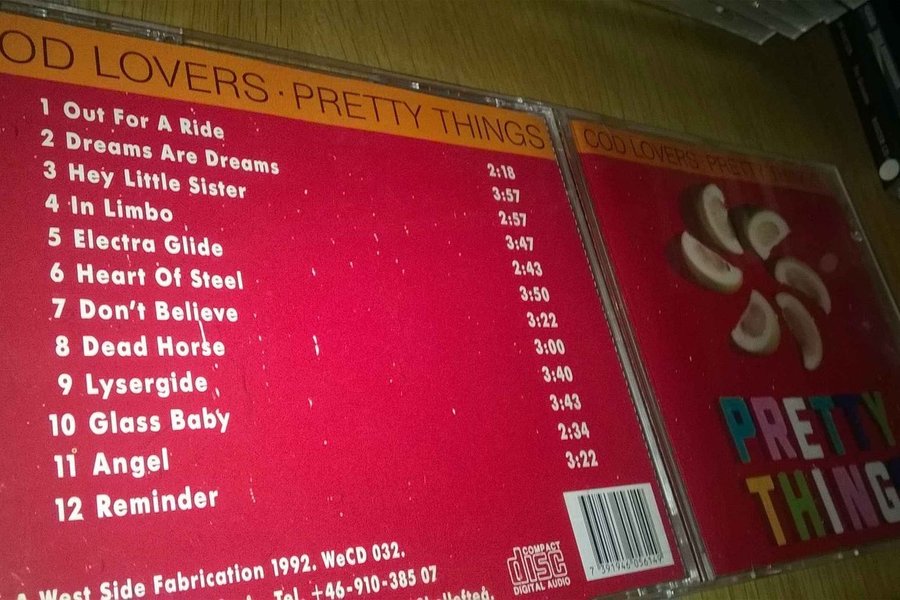 OD LOVERS · PRETTY THINGS
1 Out For A Ride 2:18
2 Dreams Are Dreams 3:57
3 Hey Little Sister 2:57
4 In Limbo 3:47
5 Electra Glide 2:43
6 Heart Of Steel 3:50
7 Don't Believe 3:22
8 Dead Horse 3:00
9 Lysergide 3:40
10 Glass Baby 3:43
11 Angel 2:34
12 Reminder 3:22
A West Side Fabrication 1992. WeCD 032.
Tel. +46-910-385 07
COMPACT
disc
DIGITAL AUDIO
7 391946 056149
COD LOVERS · PRETTY THINGS
PRETTY
THING